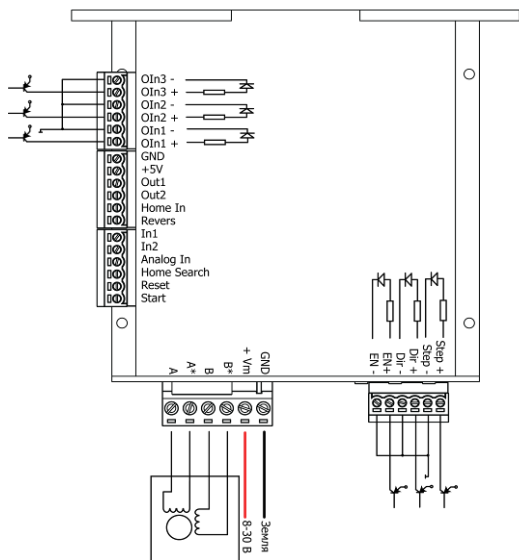 OIn3 -
OIn3 +
OIn2 -
OIn2 +
OIn1 -
OIn1 +
GND
+5V
Out1
Out2
Home In
Revers
In1
In2
Analog In
Home Search
Reset
Start
A
A*
B
B*
+ Vm
GND
EN -
EN+
Dir -
Dir +
Step -
Step +
8-30 В
Земля